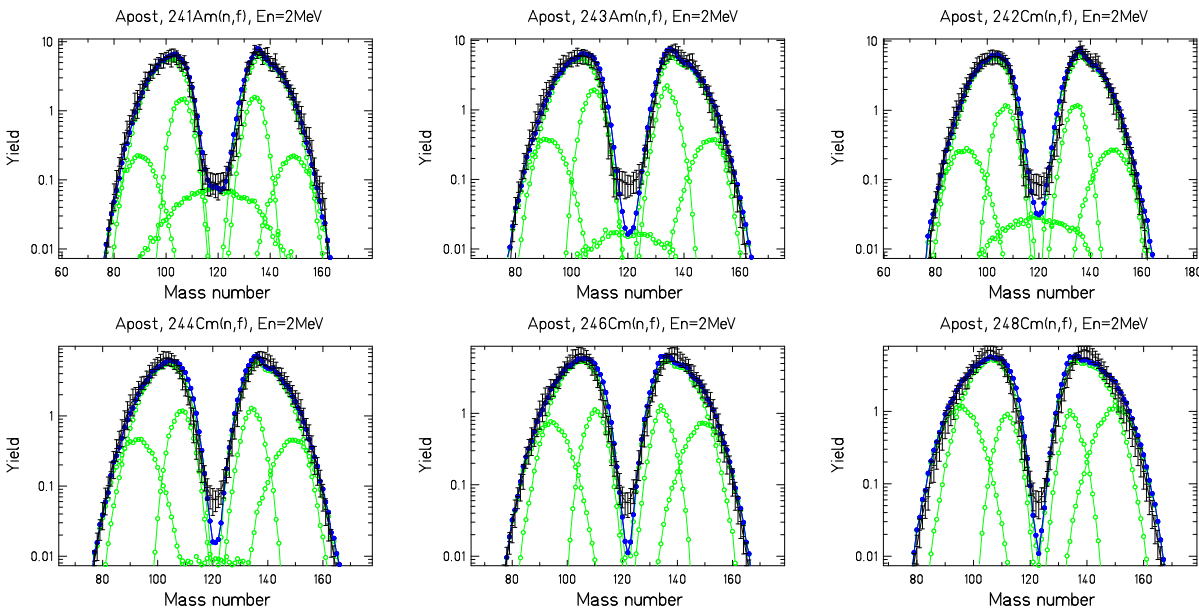 Apost, 241Am(n,f), En=2MeV
Apost, 243Am(n,f), En=2MeV
Apost, 242Cm(n,f), En=2MeV
10
1
0.1
0.01
Yield
60 80 100 120 140 160
Mass number
10
1
0.1
0.01
Yield
80 100 120 140 160
Mass number
10
1
0.1
0.01
Yield
60 80 100 120 140 160 180
Mass number
Apost, 244Cm(n,f), En=2MeV
Apost, 246Cm(n,f), En=2MeV
Apost, 248Cm(n,f), En=2MeV
1
0.1
0.01
Yield
80 100 120 140 160
Mass number
1
0.1
0.01
Yield
80 100 120 140 160
Mass number
1
0.1
0.01
Yield
80 100 120 140 160
Mass number